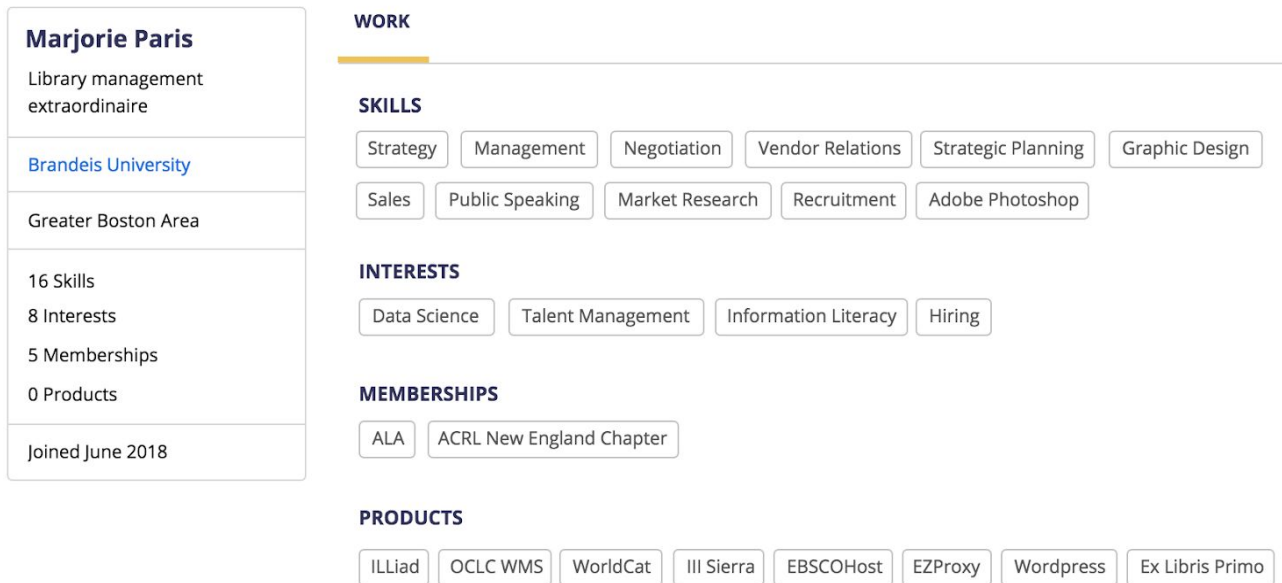 Marjorie Paris
Library management
extraordinaire
Brandeis University
Greater Boston Area
16 Skills
8 Interests
5 Memberships
0 Products
Joined June 2018
WORK
SKILLS
Strategy Management Negotiation Vendor Relations Strategic Planning Graphic Design
Sales Public Speaking Market Research Recruitment Adobe Photoshop
INTERESTS
Data Science Talent Management Information Literacy Hiring
MEMBERSHIPS
ALA ACRL New England Chapter
PRODUCTS
ILLiad OCLC WMS WorldCat III Sierra EBSCOHost EZProxy Wordpress Ex Libris Primo